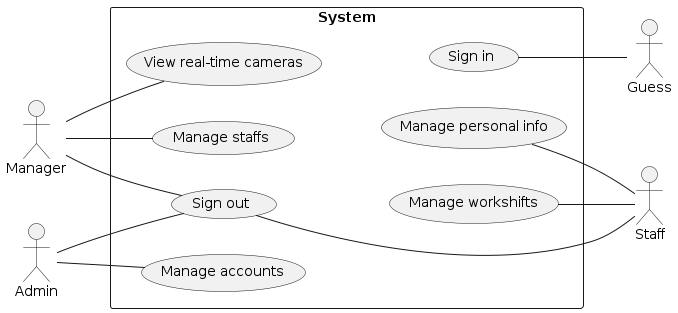 System
View real-time cameras
Sign in
Guess
Manage personal info
Manage staffs
Manager
Sign out
Manage workshifts
Staff
Manage accounts
Admin